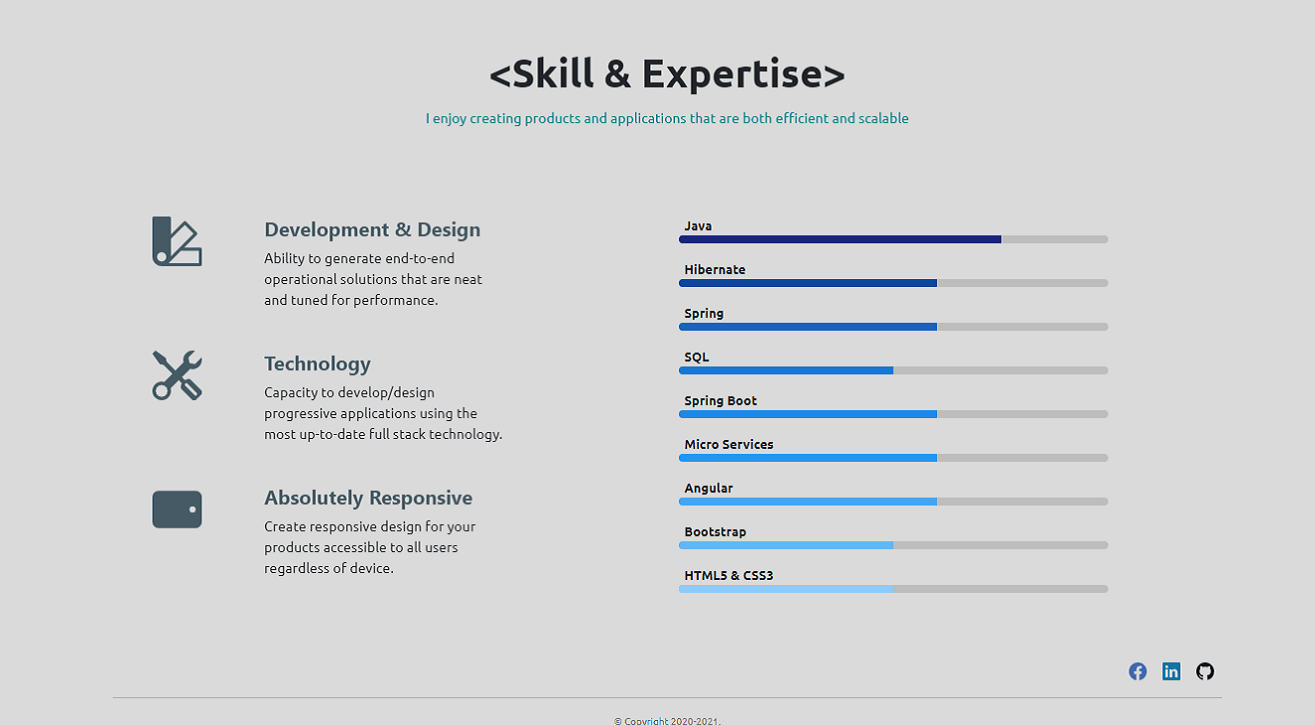 <Skill & Expertise>
I enjoy creating products and applications that are both efficient and scalable
Development & Design
Ability to generate end-to-end
operational solutions that are neat
and tuned for performance.
Technology
Capacity to develop/design
progressive applications using the
most up-to-date full stack technology.
Absolutely Responsive
Create responsive design for your
products accessible to all users
regardless of device.
Java
Hibernate
Spring
SQL
Spring Boot
Micro Services
Angular
Bootstrap
HTML5 & CSS3
in
© Copyright 2020-2021.